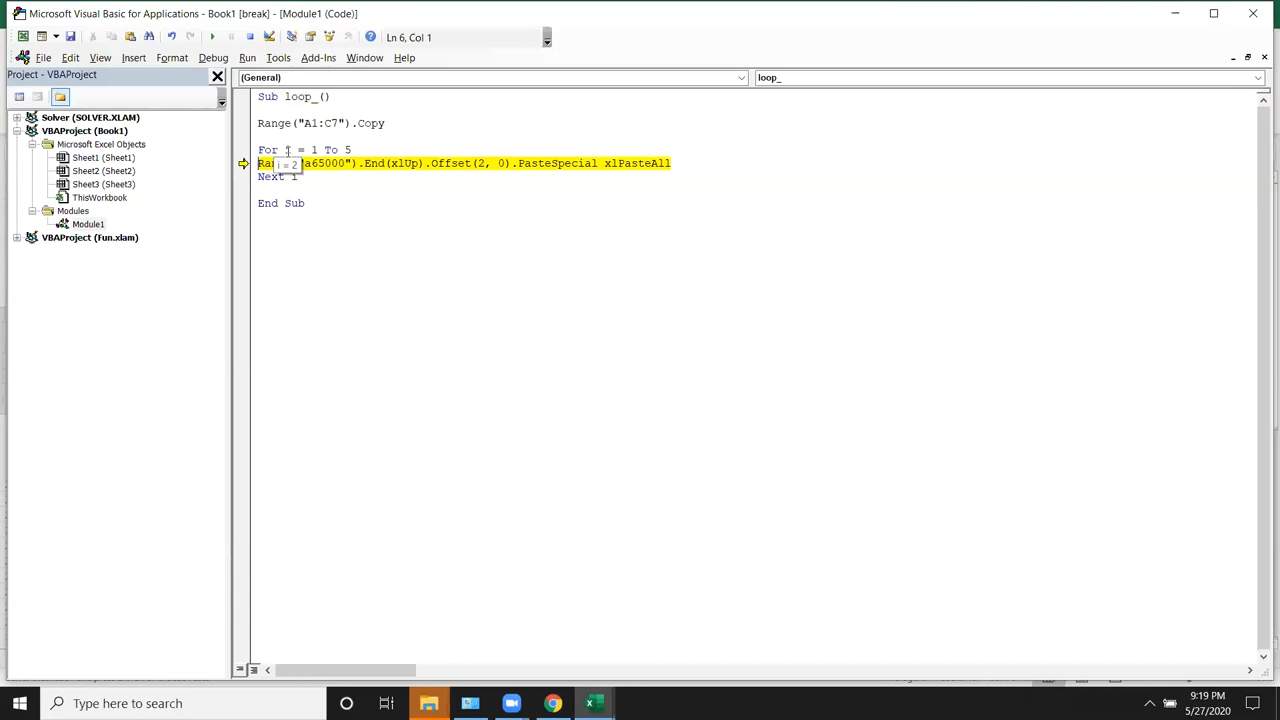 Microsoft Visual Basic for Applications - Book1 [break] - [Module1 (Code)]
Ln 6, Col 1
File Edit View Insert Format Debug Run Tools Add-Ins Window Help
Project - VBAProject
(General)
loop_
Solver (SOLVER.XLAM)
VBAProject (Book1)
Microsoft Excel Objects
Sheet1 (Sheet1)
Sheet2 (Sheet2)
Sheet3 (Sheet3)
ThisWorkbook
Modules
Module1
VBAProject (Fun.xlam)
Sub loop_()
Range("A1:C7").Copy
For i = 1 To 5
Ran "a65000").End(xlUp).Offset(2, 0).PasteSpecial xlPasteAll
i = 2
Next i
End Sub
Type here to search
9:19 PM
5/27/2020